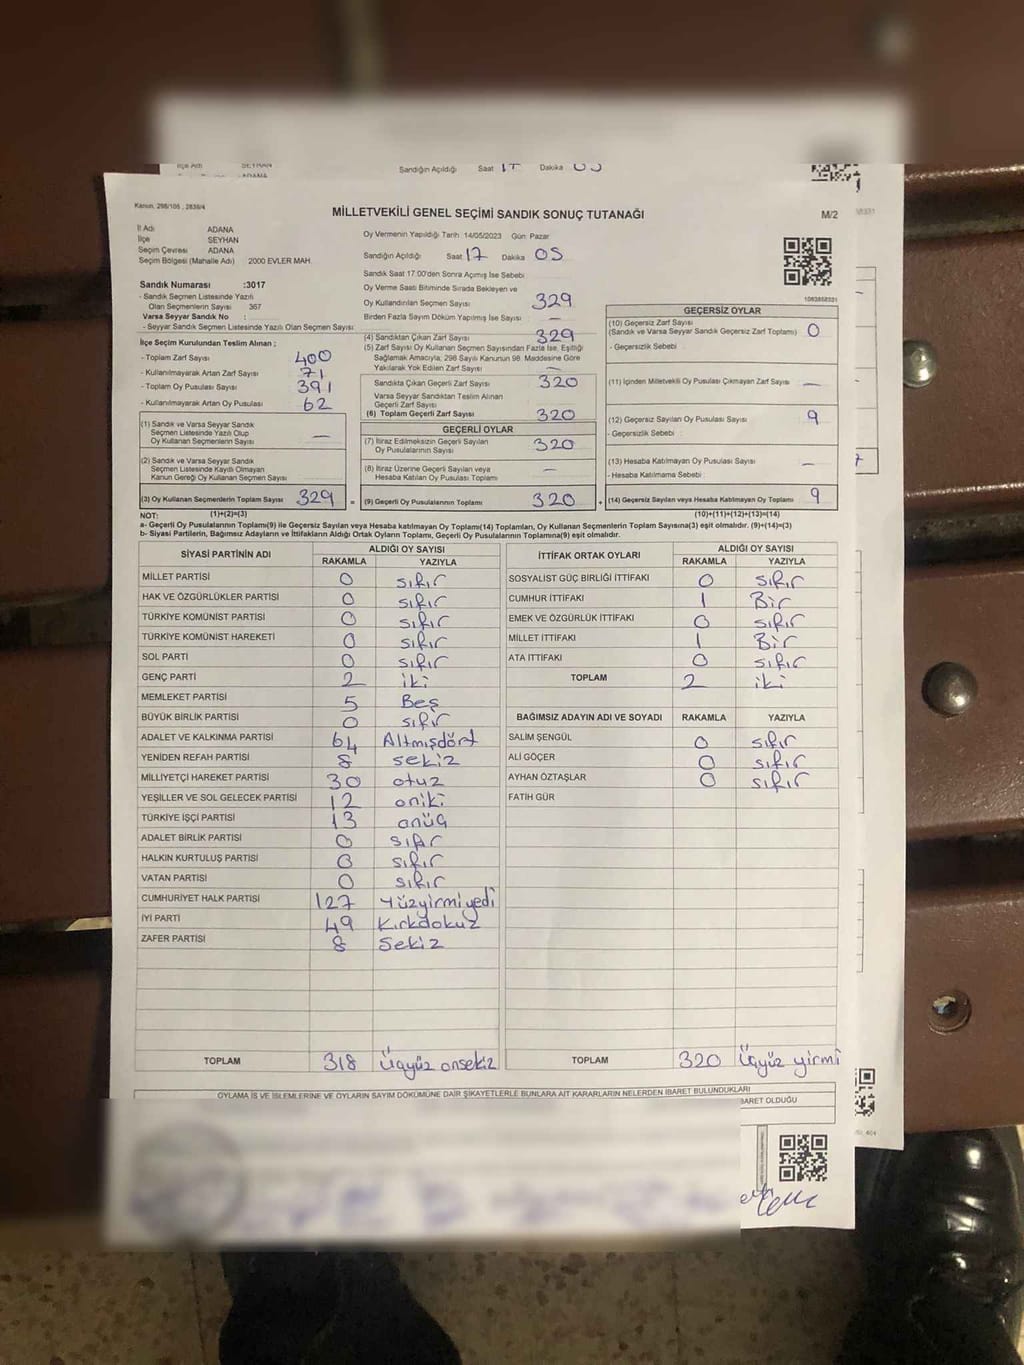 İlçe Adı SEYHAN
ADANA
Sandığın Açıldığı Saat 17 Dakika 05
Kanun, 298/105 ; 2839/4
MİLLETVEKİLİ GENEL SEÇİMİ SANDIK SONUÇ TUTANAĞI M/2
İl Adı ADANA
İlçe SEYHAN
Seçim Çevresi ADANA
Seçim Bölgesi (Mahalle Adı) 2000 EVLER MAH.
Oy Vermenin Yapıldığı Tarih 14/05/2023 Gün Pazar
Sandığın Açıldığı Saat 17 Dakika 05
Sandık Saat 17:00'den Sonra Açımış İse Sebebi
Oy Verme Saati Bitiminde Sırada Bekleyen ve
Oy Kullandırılan Seçmen Sayısı 329
Birden Fazla Sayım Döküm Yapılmış İse Sayısı —
Sandık Numarası :3017
- Sandık Seçmen Listesinde Yazılı
Olan Seçmenlerin Sayısı 367
Varsa Seyyar Sandık No :
- Seyyar Sandık Seçmen Listesinde Yazılı Olan Seçmen Sayısı
İlçe Seçim Kurulundan Teslim Alınan ;
- Toplam Zarf Sayısı 400
- Kullanılmayarak Artan Zarf Sayısı 71
- Toplam Oy Pusulası Sayısı 391
- Kullanılmayarak Artan Oy Pusulası 62
(1) Sandık ve Varsa Seyyar Sandık
Seçmen Listesinde Yazılı Olup
Oy Kullanan Seçmenlerin Sayısı —
(2) Sandık ve Varsa Seyyar Sandık
Seçmen Listesinde Kayıtlı Olmayan
Kanun Gereği Oy Kullanan Seçmen Sayısı
(3) Oy Kullanan Seçmenlerin Toplam Sayısı 329 =
(4) Sandıktan Çıkan Zarf Sayısı 329
(5) Zarf Sayısı Oy Kullanan Seçmen Sayısından Fazla İse, Eşitliği
Sağlamak Amacıyla, 298 Sayılı Kanunun 98. Maddesine Göre
Yakılarak Yok Edilen Zarf Sayısı —
Sandıkta Çıkan Geçerli Zarf Sayısı 320
Varsa Seyyar Sandıktan Teslim Alınan
Geçerli Zarf Sayısı
(6) Toplam Geçerli Zarf Sayısı 320
GEÇERLİ OYLAR
(7) İtiraz Edilmeksizin Geçerli Sayılan
Oy Pusulalarının Sayısı 320
(8) İtiraz Üzerine Geçerli Sayılan veya
Hesaba Katılan Oy Pusulası Toplamı —
(9) Geçerli Oy Pusulalarının Toplamı 320 +
1063858331
GEÇERSİZ OYLAR
(10) Geçersiz Zarf Sayısı
(Sandık ve Varsa Seyyar Sandık Geçersiz Zarf Toplamı) 0
- Geçersizlik Sebebi
(11) İçinden Milletvekili Oy Pusulası Çıkmayan Zarf Sayısı —
(12) Geçersiz Sayılan Oy Pusulası Sayısı 9
- Geçersizlik Sebebi :
(13) Hesaba Katılmayan Oy Pusulası Sayısı —
- Hesaba Katılmama Sebebi :
(14) Geçersiz Sayılan veya Hesaba Katılmayan Oy Toplamı 9
NOT: (1)+(2)=(3) (10)+(11)+(12)+(13)=(14)
a- Geçerli Oy Pusulalarının Toplamı(9) ile Geçersiz Sayılan veya Hesaba katılmayan Oy Toplamı(14) Toplamları, Oy Kullanan Seçmenlerin Toplam Sayısına(3) eşit olmalıdır. (9)+(14)=(3)
b- Siyasi Partilerin, Bağımsız Adayların ve İttifakların Aldığı Ortak Oyların Toplamı, Geçerli Oy Pusulalarının Toplamına(9) eşit olmalıdır.
SİYASİ PARTİNİN ADI ALDIĞI OY SAYISI
RAKAMLA YAZIYLA
MİLLET PARTİSİ 0 sıfır
HAK VE ÖZGÜRLÜKLER PARTİSİ 0 sıfır
TÜRKİYE KOMÜNİST PARTİSİ 0 sıfır
TÜRKİYE KOMÜNİST HAREKETİ 0 sıfır
SOL PARTİ 0 sıfır
GENÇ PARTİ 2 iki
MEMLEKET PARTİSİ 5 Beş
BÜYÜK BİRLİK PARTİSİ 0 sıfır
ADALET VE KALKINMA PARTİSİ 64 Altmışdört
YENİDEN REFAH PARTİSİ 8 sekiz
MİLLİYETÇİ HAREKET PARTİSİ 30 otuz
YEŞİLLER VE SOL GELECEK PARTİSİ 12 oniki
TÜRKİYE İŞÇİ PARTİSİ 13 onüç
ADALET BİRLİK PARTİSİ 0 sıfır
HALKIN KURTULUŞ PARTİSİ 0 sıfır
VATAN PARTİSİ 0 sıfır
CUMHURİYET HALK PARTİSİ 127 Yüzyirmiyedi
İYİ PARTİ 49 Kırkdokuz
ZAFER PARTİSİ 8 Sekiz
TOPLAM 318 Üçyüz onsekiz
İTTİFAK ORTAK OYLARI ALDIĞI OY SAYISI
RAKAMLA YAZIYLA
SOSYALIST GÜÇ BİRLİĞİ İTTİFAKI 0 sıfır
CUMHUR İTTİFAKI 1 Bir
EMEK VE ÖZGÜRLÜK İTTİFAKI 0 sıfır
MİLLET İTTİFAKI 1 Bir
ATA İTTİFAKI 0 sıfır
TOPLAM 2 iki
BAĞIMSIZ ADAYIN ADI VE SOYADI RAKAMLA YAZIYLA
SALİM ŞENGÜL 0 sıfır
ALİ GÖÇER 0 sıfır
AYHAN ÖZTAŞLAR 0 sıfır
FATİH GÜR
TOPLAM 320 Üçyüz yirmi
OYLAMA İŞ VE İŞLEMLERİNE VE OYLARIN SAYIM DÖKÜMÜNE DAİR ŞİKAYETLERLE BUNLARA AİT KARARLARIN NELERDEN İBARET BULUNDUKLARI
BARET OLDUĞU